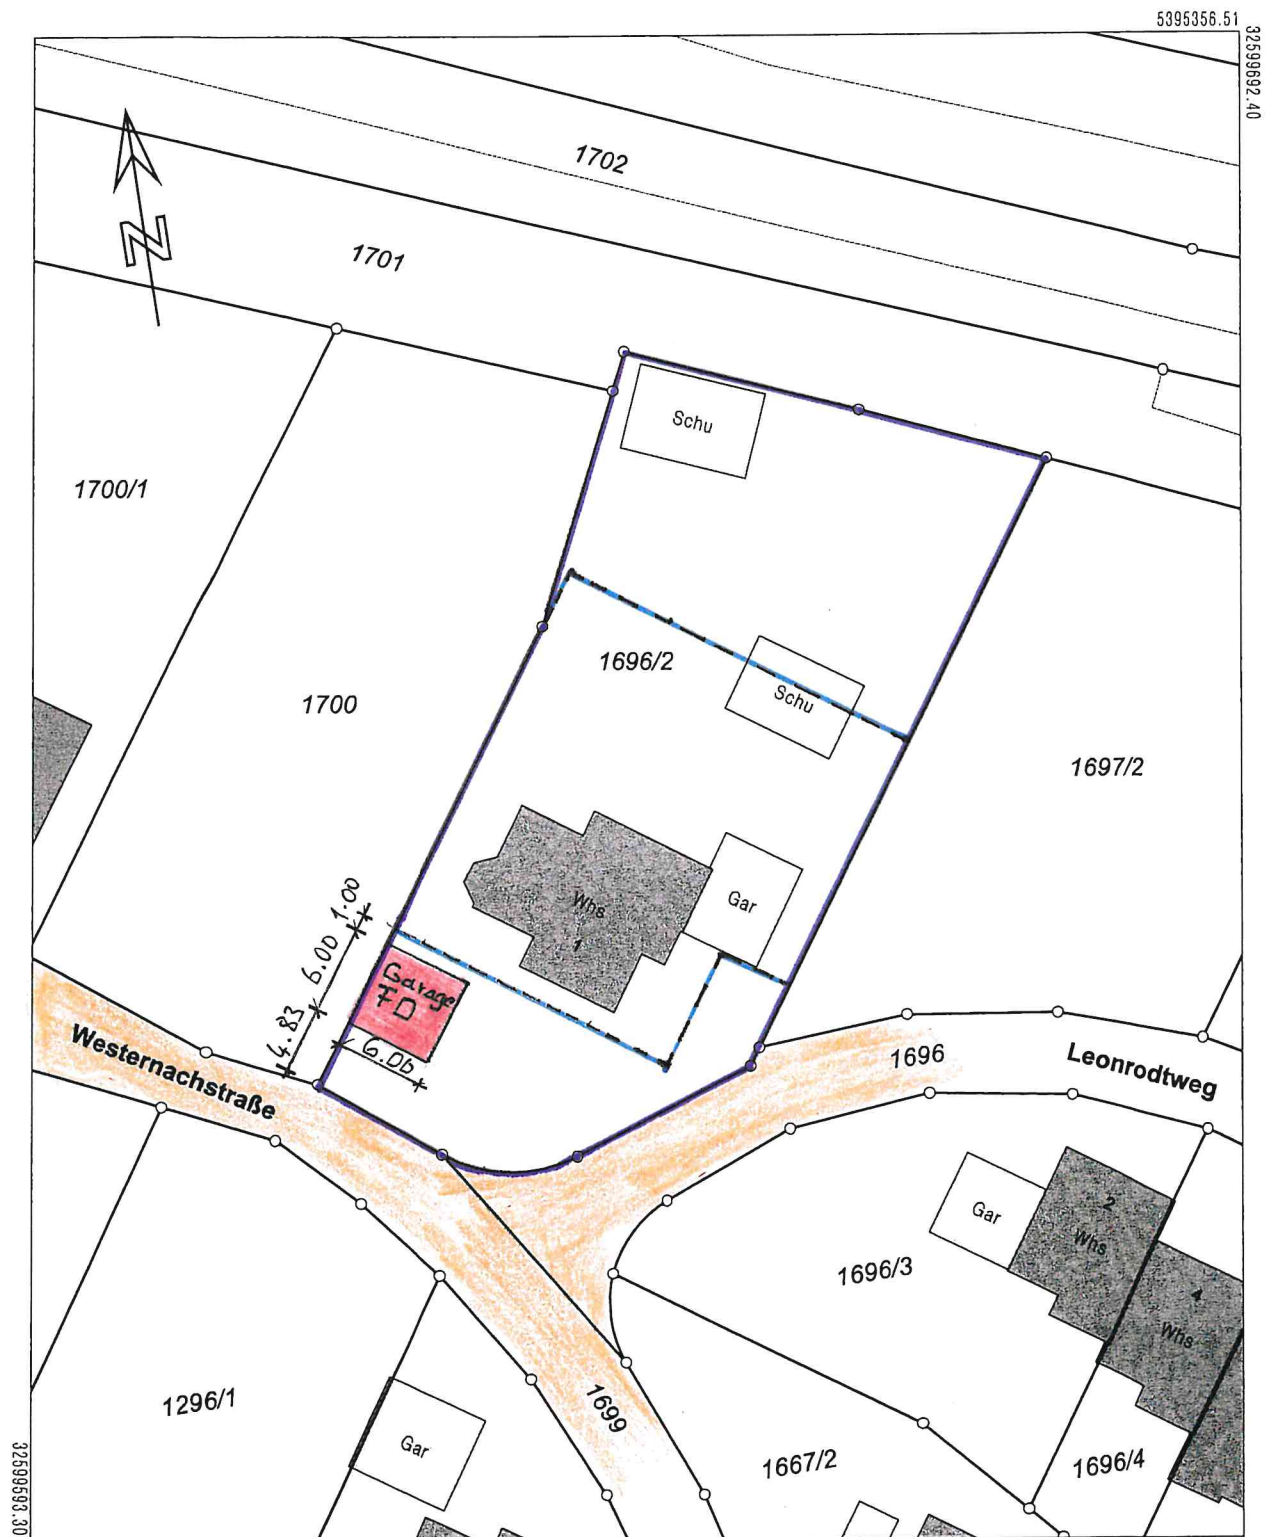 5395356.51
32599692.40
1702
N
1701
Schu
1700/1
1696/2
1700
Schu
1697/2
Whs
1
Gar
1.00
6.00
4.83
Garage
FD
6.06
Westernachstraße
1696
Leonrodtweg
Gar
2
Whs
1696/3
4
Whs
1296/1
1699
Gar
1667/2
1696/4
32599593.30